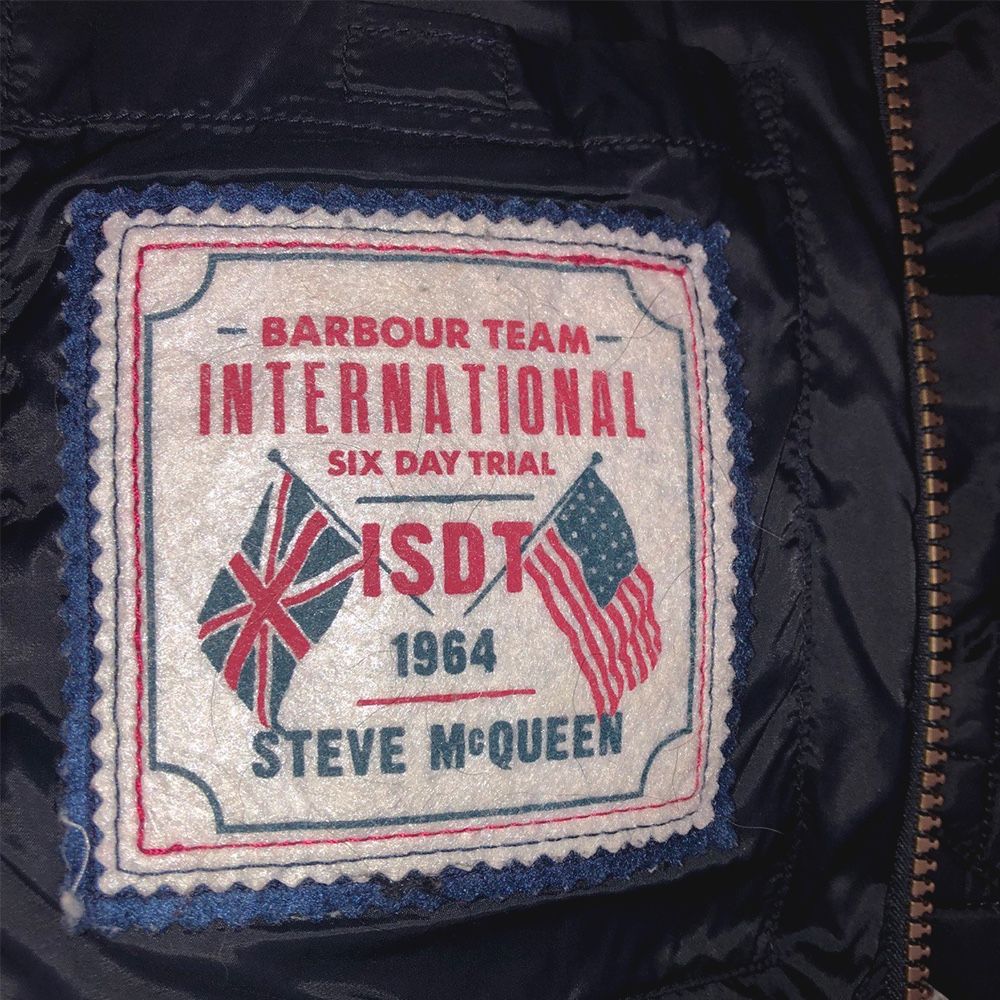 - BARBOUR TEAM -
INTERNATIONAL
SIX DAY TRIAL
ISDT
1964
STEVE McQUEEN